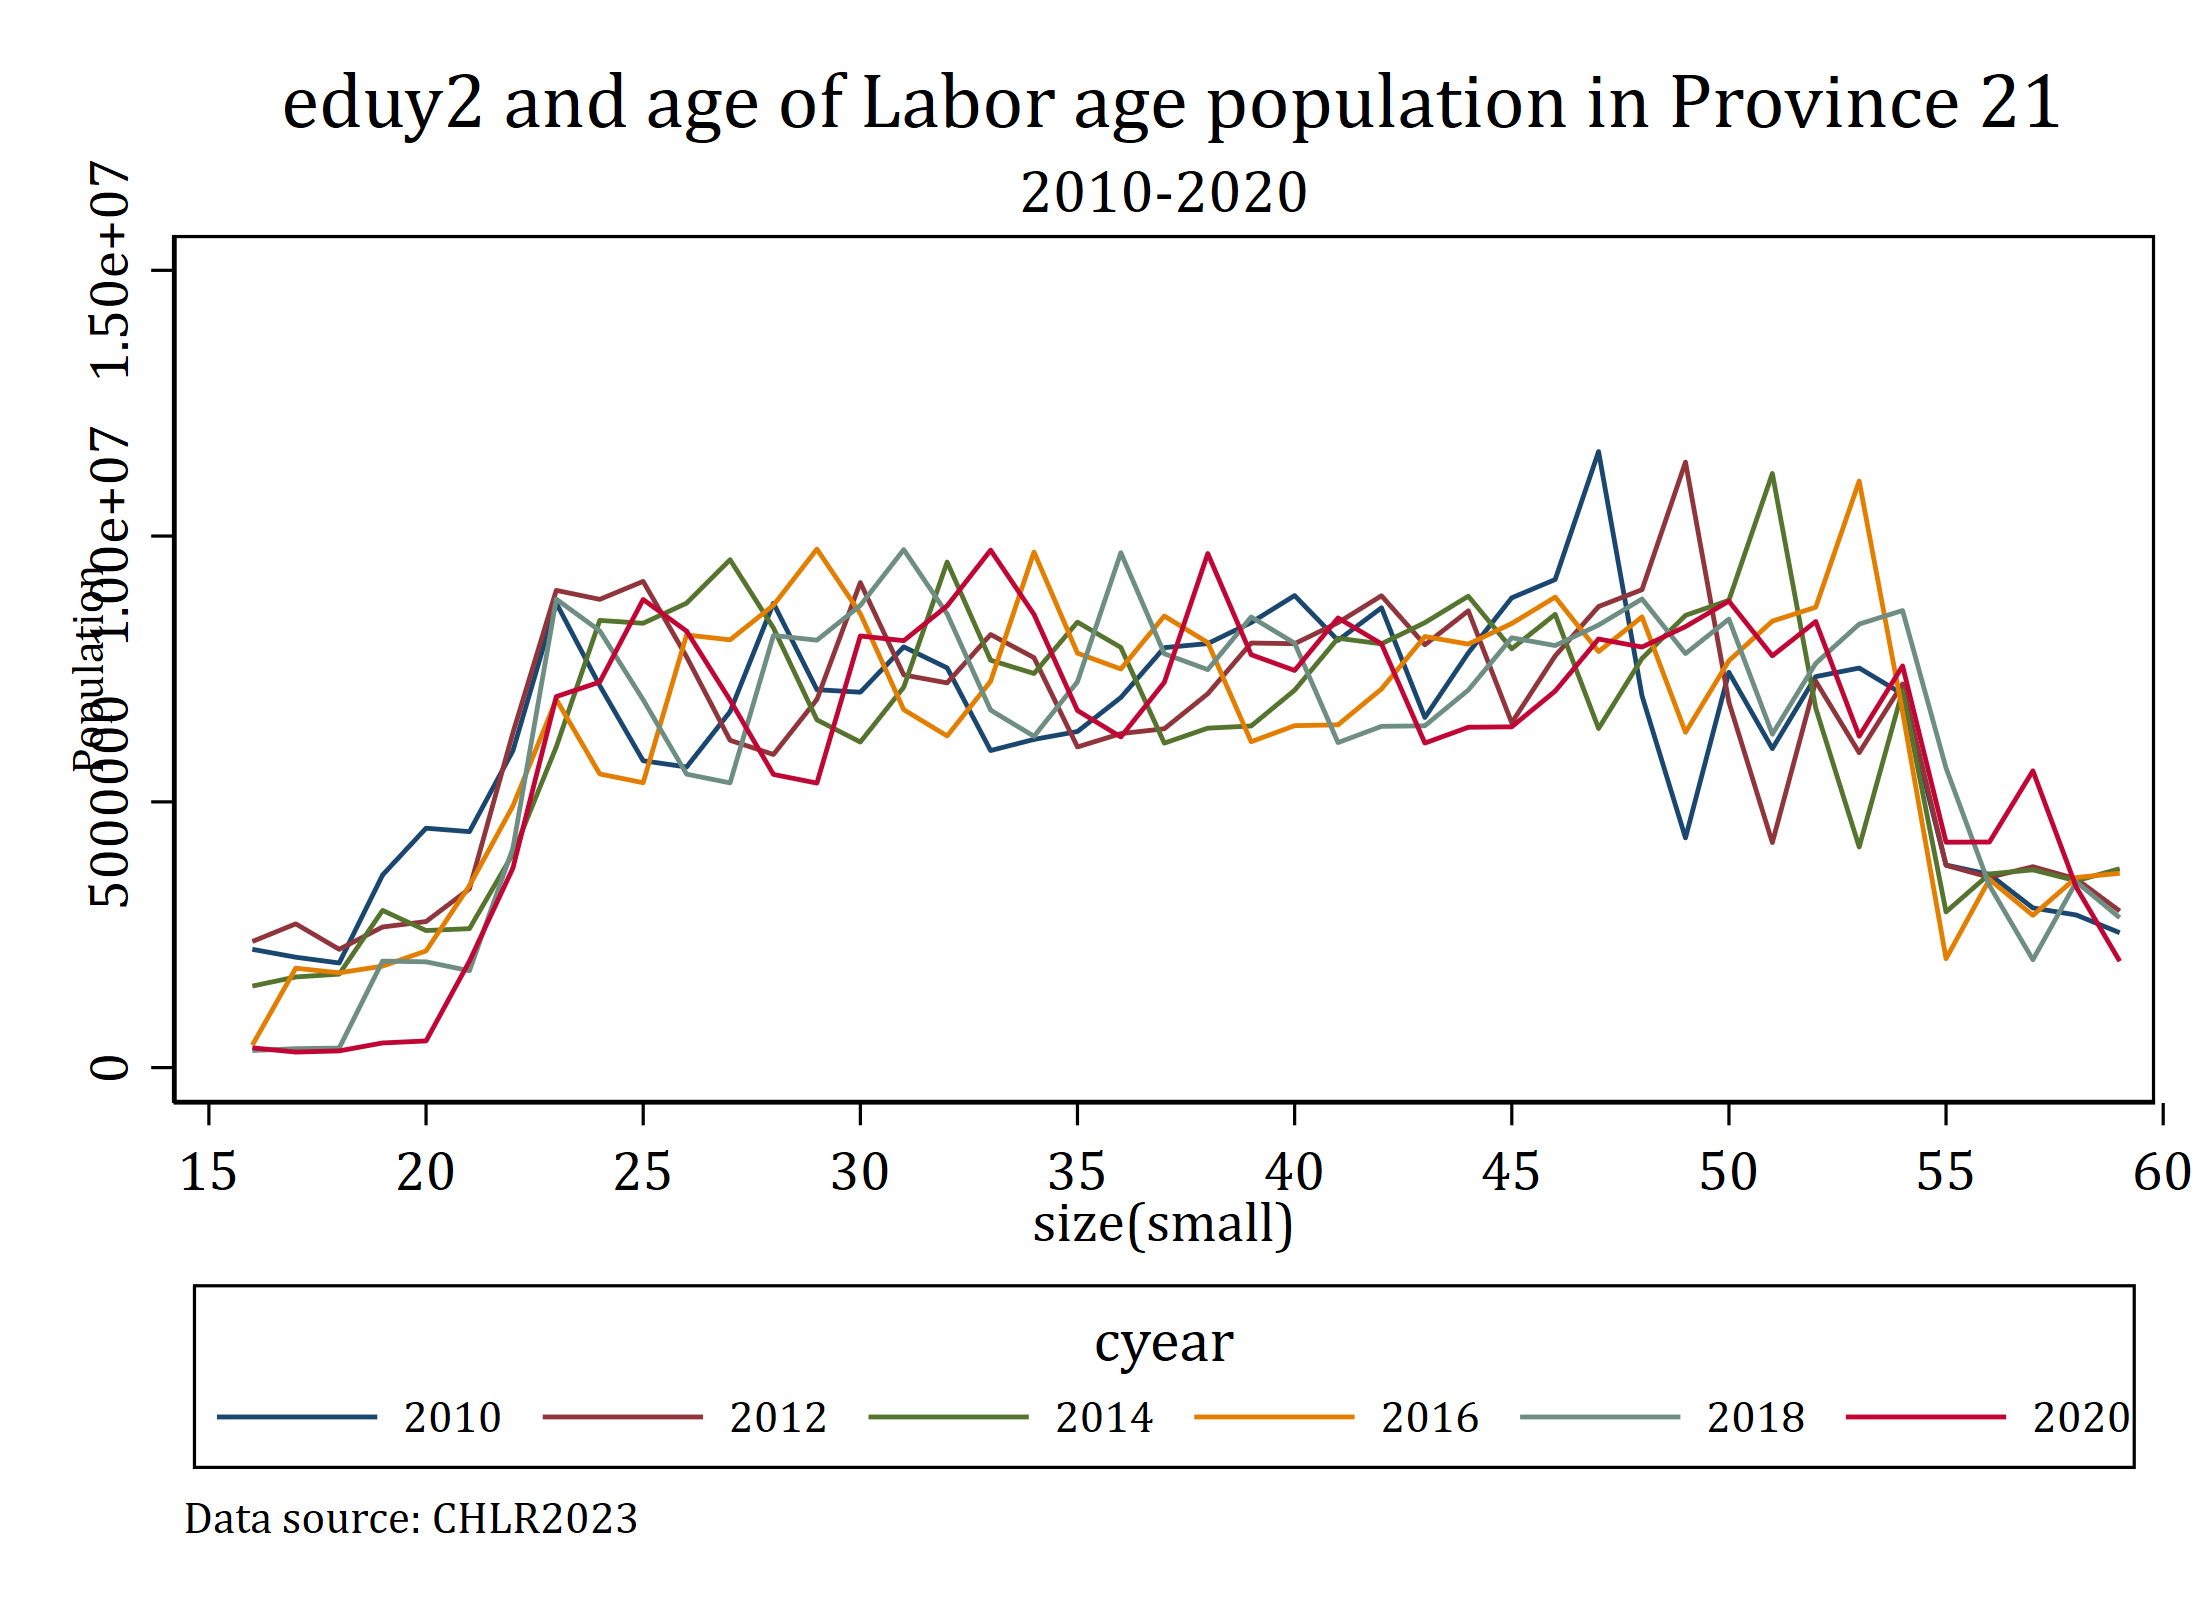 eduy2 and age of Labor age population in Province 21
2010-2020
Population
1.50e+07
1.00e+07
5000000
0
15 20 25 30 35 40 45 50 55 60
size(small)
cyear
2010 2012 2014 2016 2018 2020
Data source: CHLR2023